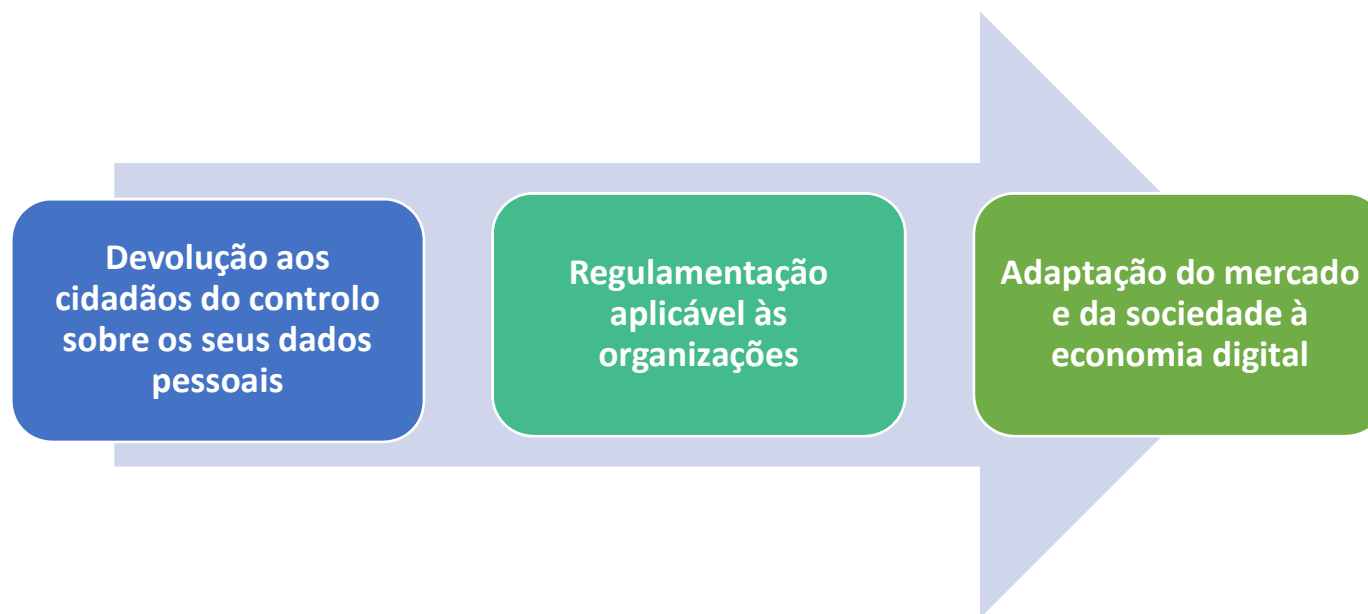 Devolução aos
cidadãos do controlo
sobre os seus dados
pessoais
Regulamentação
aplicável às
organizações
Adaptação do mercado
e da sociedade à
economia digital